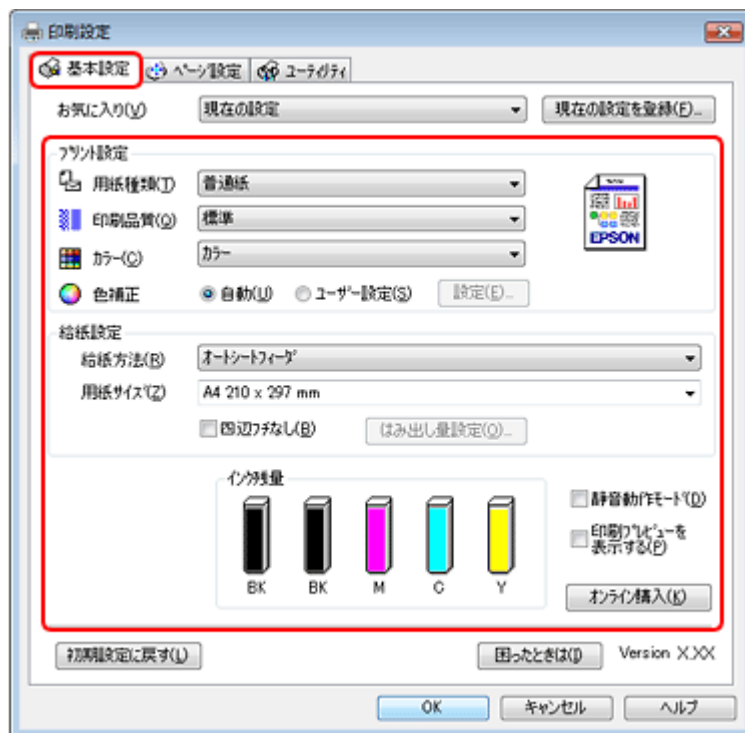 印刷設定
基本設定 ページ設定 ユーティリティ
お気に入り(V) 現在の設定 現在の設定を登録(F)...
プリント設定
用紙種類(T) 普通紙
印刷品質(Q) 標準
カラー(C) カラー
色補正 自動(U) ユーザー設定(S) 設定(E)...
EPSON
給紙設定
給紙方法(R) オートシートフィーダ
用紙サイズ(Z) A4 210 x 297 mm
四辺フチなし(B) はみ出し量設定(O)...
インク残量
BK BK M C Y
静音動作モード(D)
印刷プレビューを
表示する(P)
オンライン購入(K)
初期設定に戻す(L) 困ったときは(I) Version X.XX
OK キャンセル ヘルプ